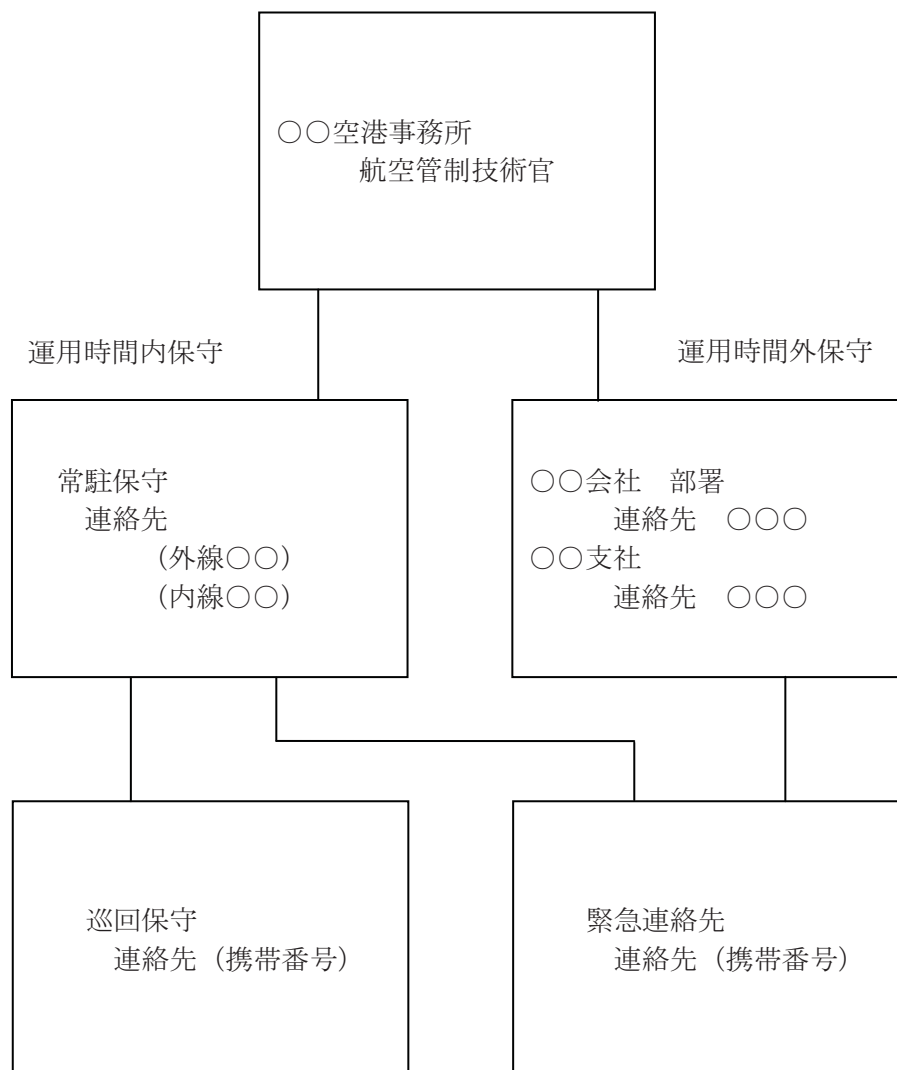 ○○空港事務所
航空管制技術官
運用時間内保守
運用時間外保守
常駐保守
連絡先
（外線○○）
（内線○○）
○○会社　部署
連絡先　○○○
○○支社
連絡先　○○○
巡回保守
連絡先（携帯番号）
緊急連絡先
連絡先（携帯番号）